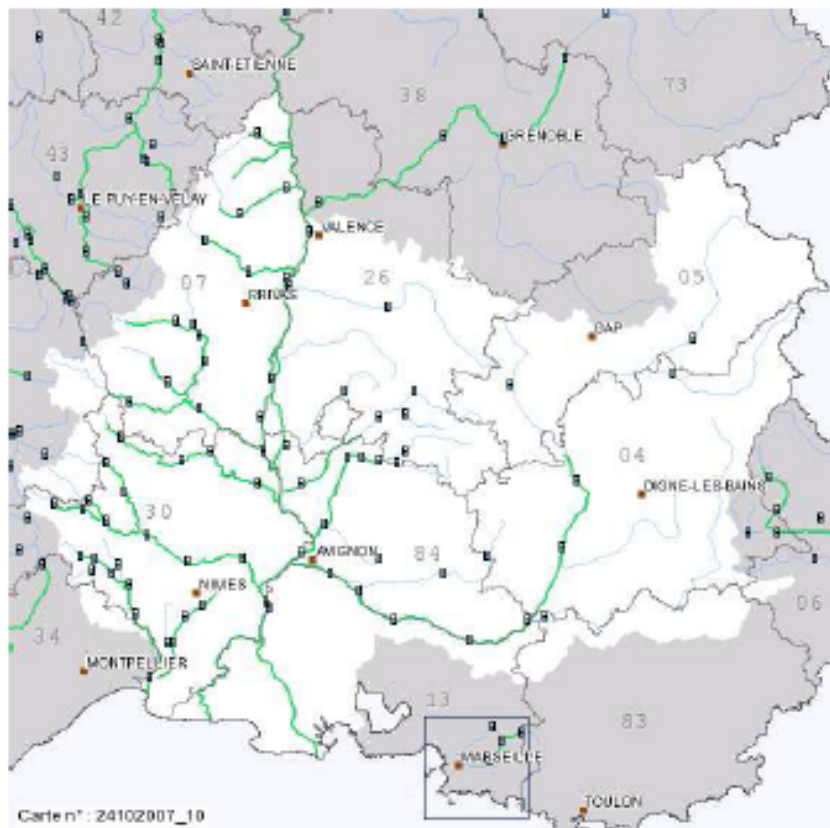 42
SAINT-ETIENNE
38
73
GRENOBLE
43
LE PUY-EN-VELAY
VALENCE
07
26
05
PRIVAS
GAP
04
DIGNE-LES-BAINS
30
AVIGNON
84
NIMES
06
34
MONTPELLIER
13
83
MARSEILLE
TOULON
Carte n° : 24102007_10